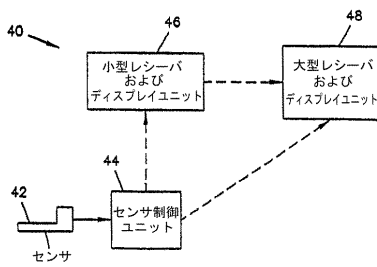 40
46
小型レシーバ
および
ディスプレイユニット
48
大型レシーバ
および
ディスプレイユニット
44
センサ制御
ユニット
42
センサ